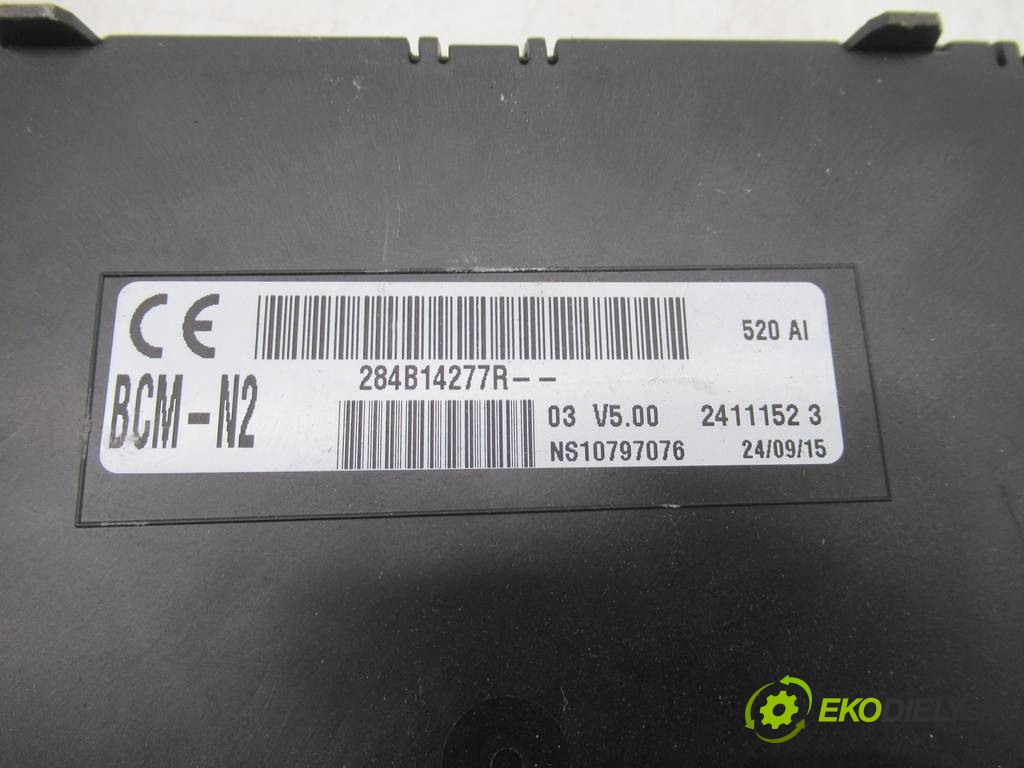 CE
520 AI
284B14277R--
BCM-N2
03 V5.00 2411152 3
NS10797076 24/09/15
EKODIELY